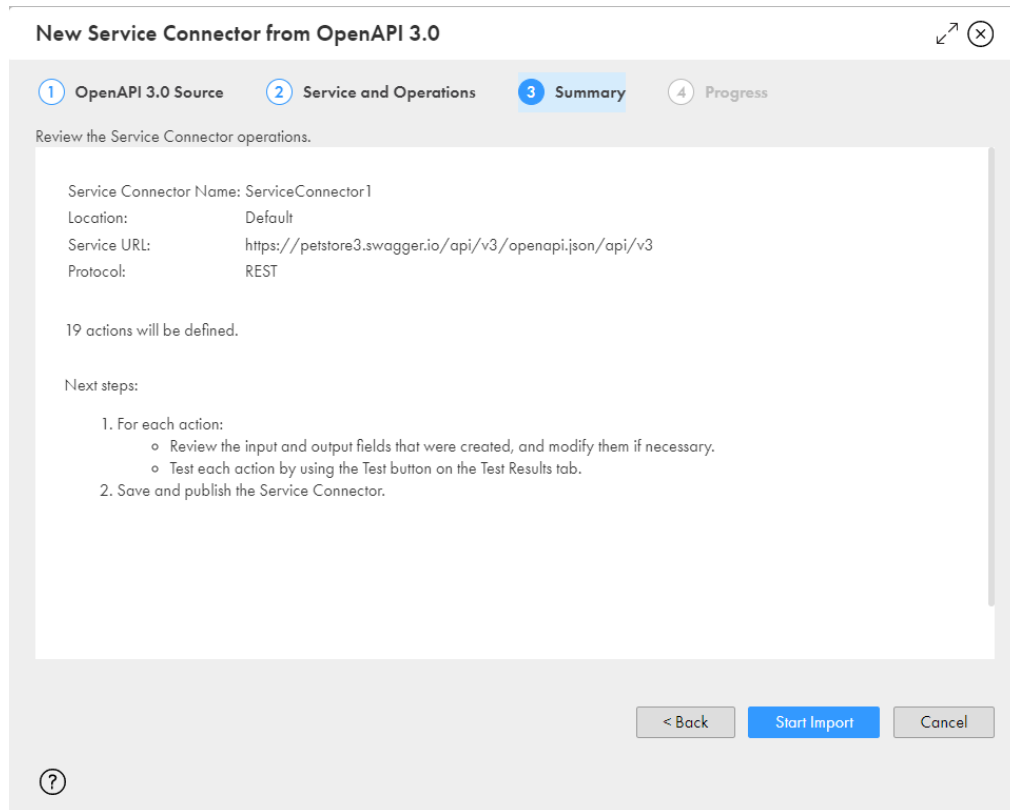 New Service Connector from OpenAPI 3.0
1 OpenAPI 3.0 Source 2 Service and Operations 3 Summary 4 Progress
Review the Service Connector operations.
Service Connector Name: ServiceConnector1
Location: Default
Service URL: https://petstore3.swagger.io/api/v3/openapi.json/api/v3
Protocol: REST
19 actions will be defined.
Next steps:
1. For each action:
Review the input and output fields that were created, and modify them if necessary.
Test each action by using the Test button on the Test Results tab.
2. Save and publish the Service Connector.
< Back Start Import Cancel
?